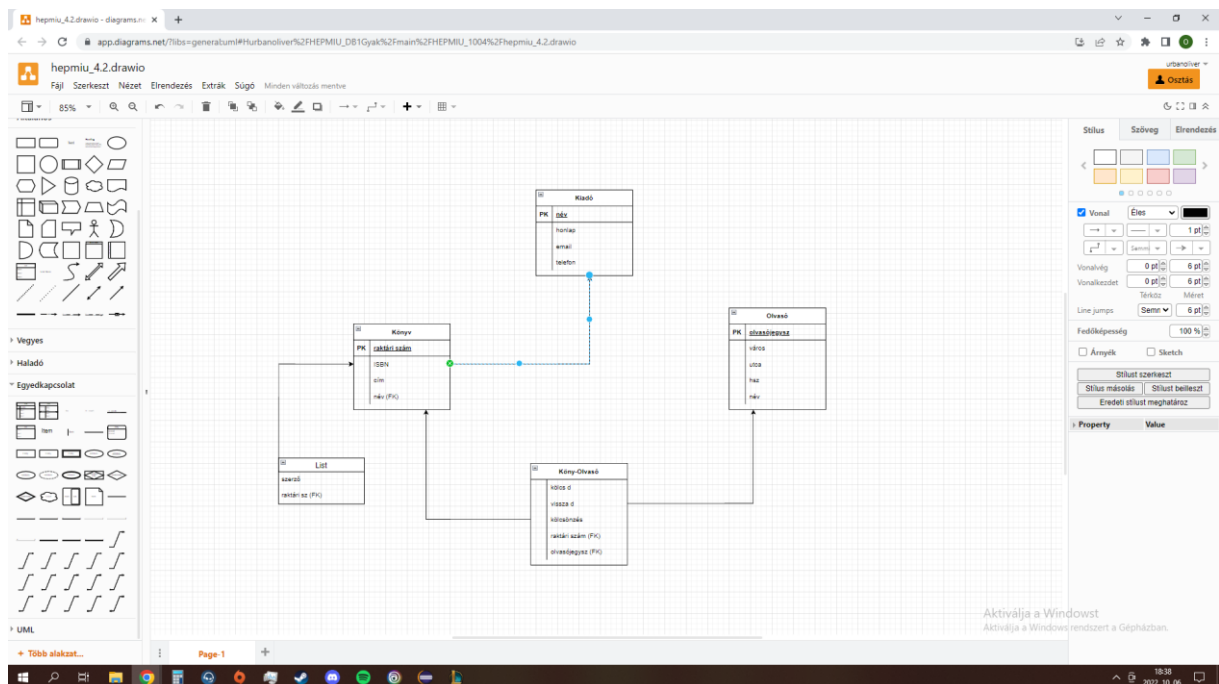 hepmiu_4.2.drawio - diagrams.ne
app.diagrams.net/?libs=general;uml#Hurbanoliver%2FHEPMIU_DB1Gyak%2Fmain%2FHEPMIU_1004%2Fhepmiu_4.2.drawio
hepmiu_4.2.drawio
urbanoliver
Fájl Szerkeszt Nézet Elrendezés Extrák Súgó Minden változás mentve
Osztás
85%
Vegyes
Haladó
Egyedkapcsolat
UML
+ Több alakzat...
Kiadó
PK név
honlap
email
telefon
Könyv
PK raktári szám
ISBN
cím
név (FK)
Olvasó
PK olvasójegysz
város
utca
haz
név
List
szerző
raktári sz (FK)
Köny-Olvasó
kölcs d
vissza d
kölcsönzés
raktári szám (FK)
olvasójegysz (FK)
Stílus Szöveg Elrendezés
Vonal Éles
1 pt
Vonalvég 0 pt 6 pt
Vonalkezdet 0 pt 6 pt
Térköz Méret
Line jumps Semr 6 pt
Fedőképesség 100 %
Árnyék Sketch
Stílust szerkeszt
Stílus másolás Stílust beilleszt
Eredeti stílust meghatároz
Property Value
Aktiválja a Windowst
Aktiválja a Windows rendszert a Gépházban.
Page-1
18:38
2022. 10. 06.